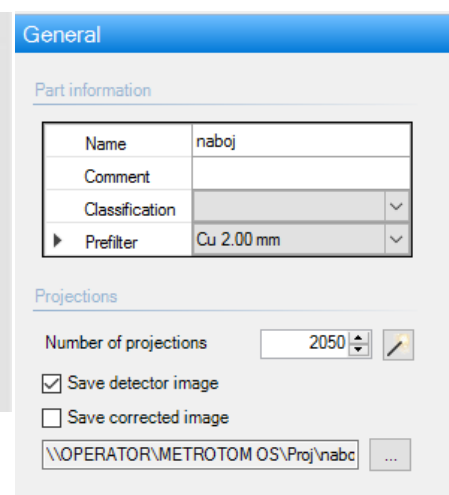 General
Part information
Name naboj
Comment
Classification
Prefilter Cu 2.00 mm
Projections
Number of projections 2050
Save detector image
Save corrected image
\\OPERATOR\METROTOM OS\Proj\nabc ...